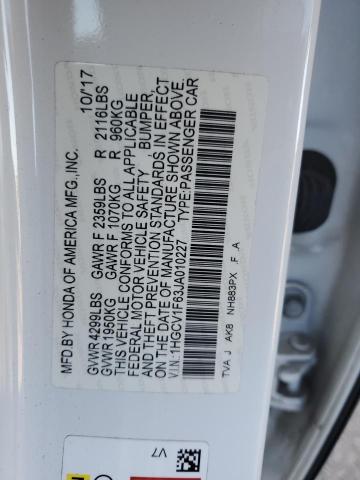 MFD BY HONDA OF AMERICA MFG., INC. 10/17
GVWR 4299LBS GAWR F 2359LBS R 2116LBS
GVWR 1950KG GAWR F 1070KG R 960KG
THIS VEHICLE CONFORMS TO ALL APPLICABLE
FEDERAL MOTOR VEHICLE SAFETY , BUMPER,
AND THEFT PREVENTION STANDARDS IN EFFECT
ON THE DATE OF MANUFACTURE SHOWN ABOVE.
V.I.N: 1HGCV1F63JA010227 TYPE: PASSENGER CAR
TVA J AK8 NH883PX F A
V7